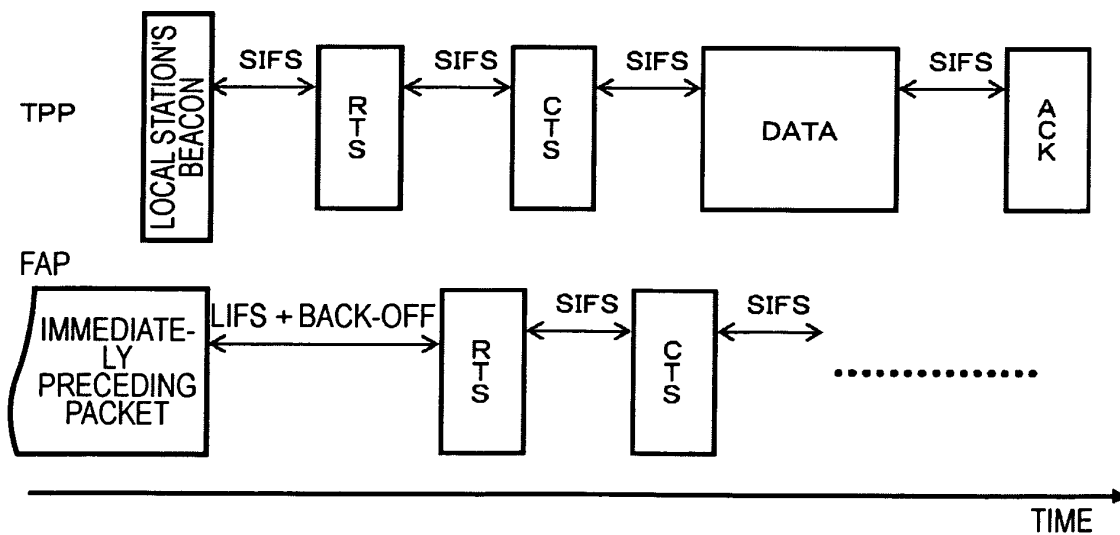 TPP
LOCAL STATION'S
BEACON
SIFS
RTS
SIFS
CTS
SIFS
DATA
SIFS
ACK
FAP
IMMEDIATE-
LY
PRECEDING
PACKET
LIFS + BACK-OFF
RTS
SIFS
CTS
SIFS
TIME